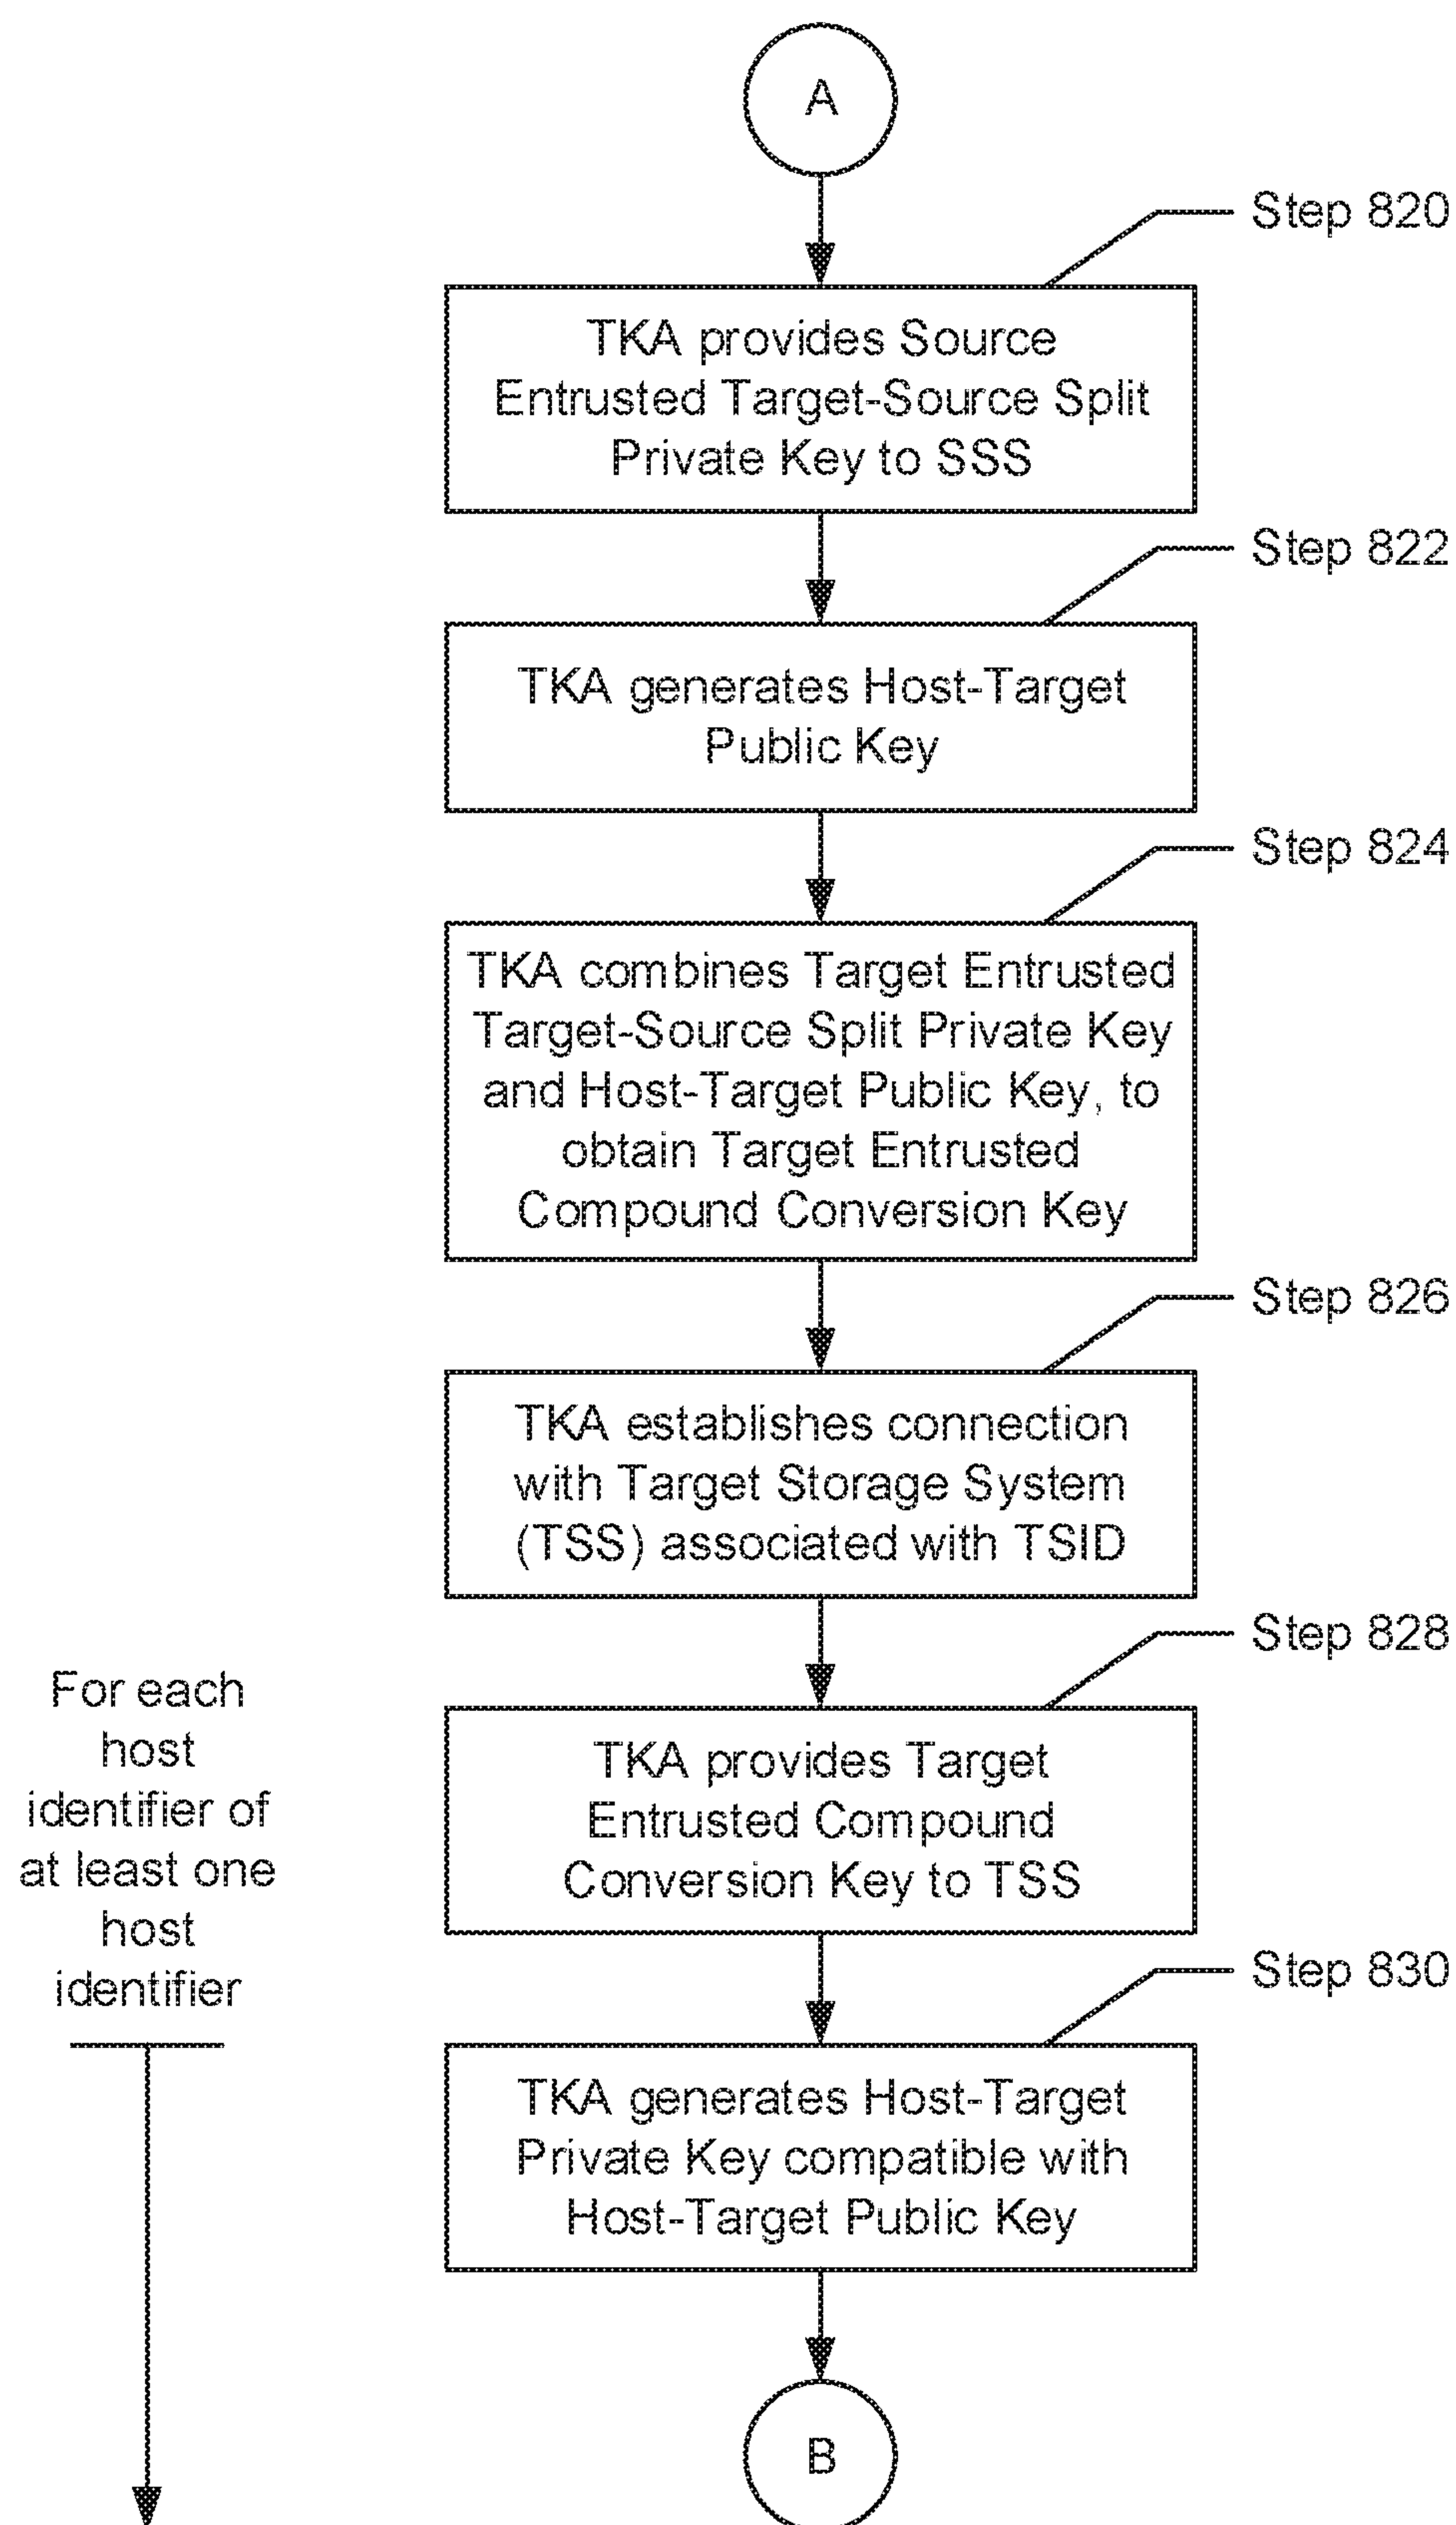 A
Step 820
TKA provides Source
Entrusted Target-Source Split
Private Key to SSS
Step 822
TKA generates Host-Target
Public Key
Step 824
TKA combines Target Entrusted
Target-Source Split Private Key
and Host-Target Public Key, to
obtain Target Entrusted
Compound Conversion Key
Step 826
TKA establishes connection
with Target Storage System
(TSS) associated with TSID
Step 828
TKA provides Target
Entrusted Compound
Conversion Key to TSS
For each
host
identifier of
at least one
host
identifier
Step 830
TKA generates Host-Target
Private Key compatible with
Host-Target Public Key
B